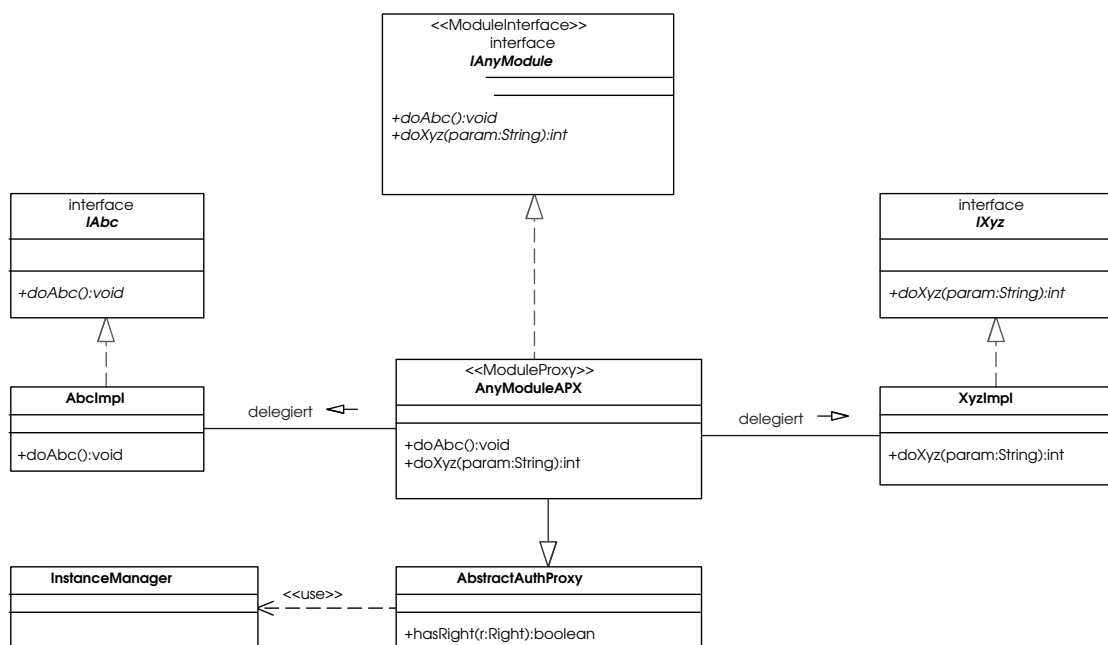 <<ModuleInterface>>
interface
IAnyModule
+doAbc():void
+doXyz(param:String):int
interface
IAbc
+doAbc():void
interface
IXyz
+doXyz(param:String):int
AbcImpl
+doAbc():void
delegiert
<<ModuleProxy>>
AnyModuleAPX
+doAbc():void
+doXyz(param:String):int
delegiert
XyzImpl
+doXyz(param:String):int
InstanceManager
<<use>>
AbstractAuthProxy
+hasRight(r:Right):boolean